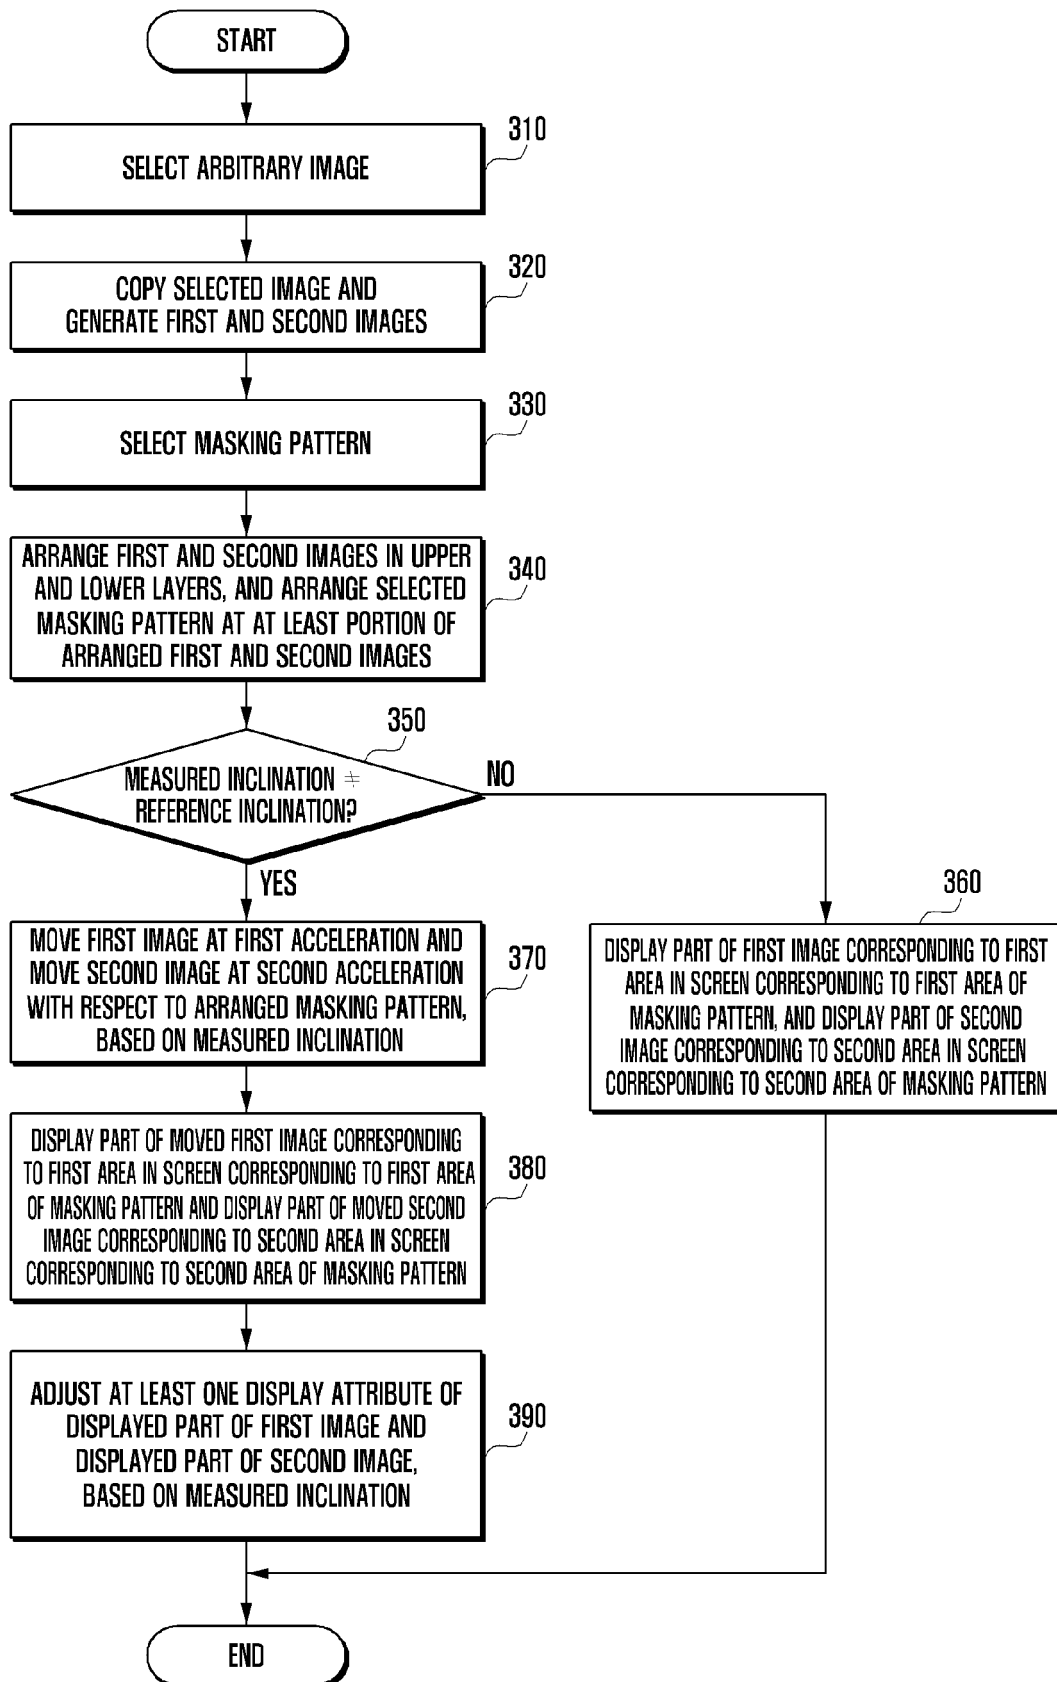 START
310
SELECT ARBITRARY IMAGE
320
COPY SELECTED IMAGE AND
GENERATE FIRST AND SECOND IMAGES
330
SELECT MASKING PATTERN
340
ARRANGE FIRST AND SECOND IMAGES IN UPPER
AND LOWER LAYERS, AND ARRANGE SELECTED
MASKING PATTERN AT AT LEAST PORTION OF
ARRANGED FIRST AND SECOND IMAGES
350
MEASURED INCLINATION ≠
REFERENCE INCLINATION?
NO
YES
360
DISPLAY PART OF FIRST IMAGE CORRESPONDING TO FIRST
AREA IN SCREEN CORRESPONDING TO FIRST AREA OF
MASKING PATTERN, AND DISPLAY PART OF SECOND
IMAGE CORRESPONDING TO SECOND AREA IN SCREEN
CORRESPONDING TO SECOND AREA OF MASKING PATTERN
370
MOVE FIRST IMAGE AT FIRST ACCELERATION AND
MOVE SECOND IMAGE AT SECOND ACCELERATION
WITH RESPECT TO ARRANGED MASKING PATTERN,
BASED ON MEASURED INCLINATION
380
DISPLAY PART OF MOVED FIRST IMAGE CORRESPONDING
TO FIRST AREA IN SCREEN CORRESPONDING TO FIRST AREA
OF MASKING PATTERN AND DISPLAY PART OF MOVED SECOND
IMAGE CORRESPONDING TO SECOND AREA IN SCREEN
CORRESPONDING TO SECOND AREA OF MASKING PATTERN
390
ADJUST AT LEAST ONE DISPLAY ATTRIBUTE OF
DISPLAYED PART OF FIRST IMAGE AND
DISPLAYED PART OF SECOND IMAGE,
BASED ON MEASURED INCLINATION
END